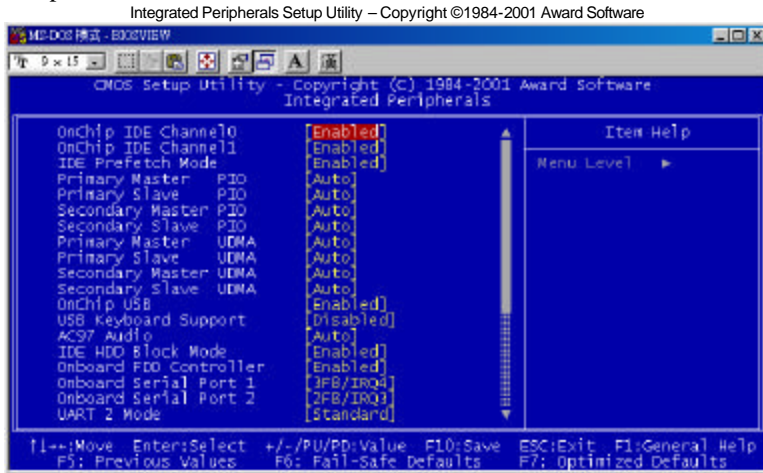 Integrated Peripherals Setup Utility – Copyright ©1984-2001 Award Software
MS-DOS 模式 - BIOSVIEW
Tr 9 x 15 A
CMOS Setup Utility - Copyright (C) 1984-2001 Award Software
Integrated Peripherals
OnChip IDE Channel0 [Enabled]
OnChip IDE Channel1 [Enabled]
IDE Prefetch Mode [Enabled]
Primary Master PIO [Auto]
Primary Slave PIO [Auto]
Secondary Master PIO [Auto]
Secondary Slave PIO [Auto]
Primary Master UDMA [Auto]
Primary Slave UDMA [Auto]
Secondary Master UDMA [Auto]
Secondary Slave UDMA [Auto]
OnChip USB [Enabled]
USB Keyboard Support [Disabled]
AC97 Audio [Auto]
IDE HDD Block Mode [Enabled]
Onboard FDD Controller [Enabled]
Onboard Serial Port 1 [3F8/IRQ4]
Onboard Serial Port 2 [2F8/IRQ3]
UART 2 Mode [Standard]
Item Help
Menu Level ►
↑↓→←:Move Enter:Select +/-/PU/PD:Value F10:Save ESC:Exit F1:General Help
F5: Previous Values F6: Fail-Safe Defaults F7: Optimized Defaults